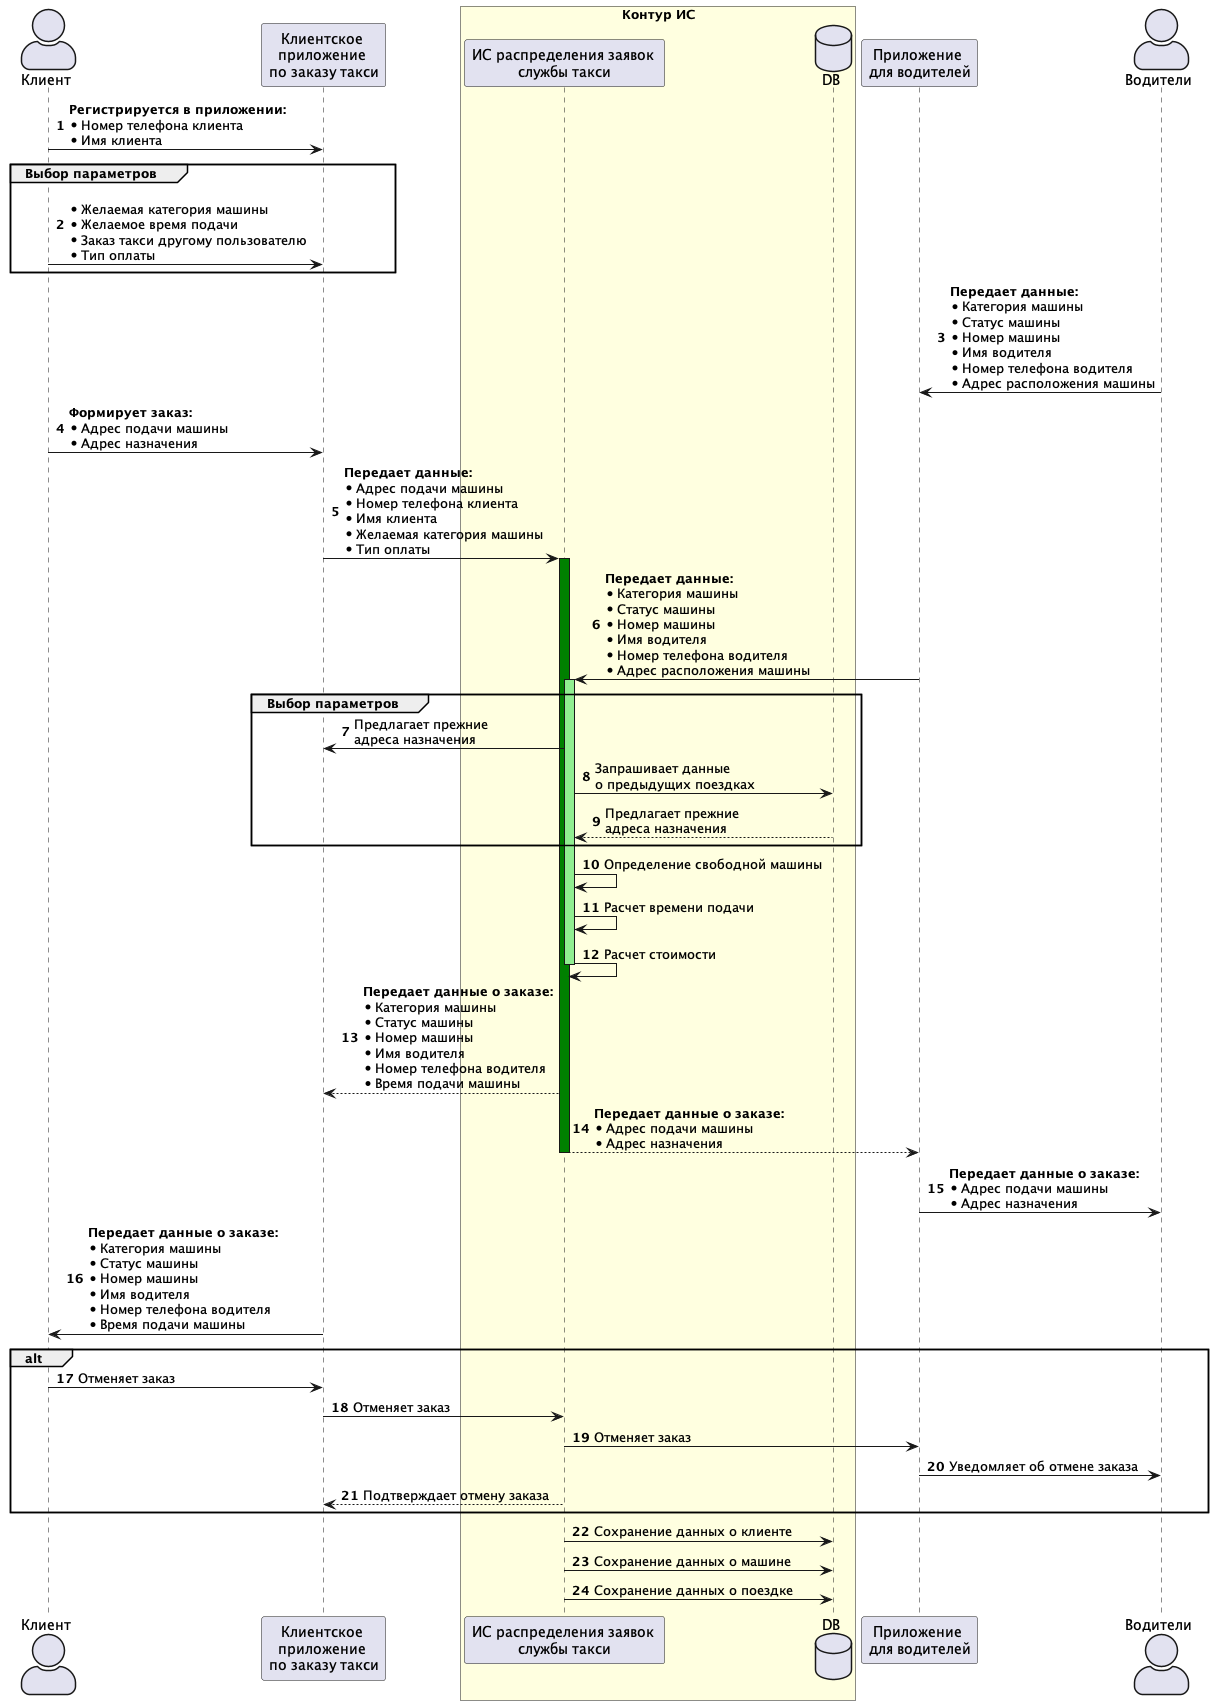 Контур ИС
Клиент
Клиентское
приложение
по заказу такси
ИС распределения заявок
службы такси
DB
Приложение
для водителей
Водители
Регистрируется в приложении:
1 • Номер телефона клиента
• Имя клиента
Выбор параметров
• Желаемая категория машины
2 • Желаемое время подачи
• Заказ такси другому пользователю
• Тип оплаты
Передает данные:
• Категория машины
• Статус машины
3 • Номер машины
• Имя водителя
• Номер телефона водителя
• Адрес расположения машины
Формирует заказ:
4 • Адрес подачи машины
• Адрес назначения
Передает данные:
• Адрес подачи машины
• Номер телефона клиента
5 • Имя клиента
• Желаемая категория машины
• Тип оплаты
Передает данные:
• Категория машины
• Статус машины
6 • Номер машины
• Имя водителя
• Номер телефона водителя
• Адрес расположения машины
Выбор параметров
7 Предлагает прежние
адреса назначения
8 Запрашивает данные
о предыдущих поездках
9 Предлагает прежние
адреса назначения
10 Определение свободной машины
11 Расчет времени подачи
12 Расчет стоимости
Передает данные о заказе:
• Категория машины
• Статус машины
13 • Номер машины
• Имя водителя
• Номер телефона водителя
• Время подачи машины
Передает данные о заказе:
14 • Адрес подачи машины
• Адрес назначения
Передает данные о заказе:
15 • Адрес подачи машины
• Адрес назначения
Передает данные о заказе:
• Категория машины
• Статус машины
16 • Номер машины
• Имя водителя
• Номер телефона водителя
• Время подачи машины
alt
17 Отменяет заказ
18 Отменяет заказ
19 Отменяет заказ
20 Уведомляет об отмене заказа
21 Подтверждает отмену заказа
22 Сохранение данных о клиенте
23 Сохранение данных о машине
24 Сохранение данных о поездке
Клиент
Клиентское
приложение
по заказу такси
ИС распределения заявок
службы такси
DB
Приложение
для водителей
Водители